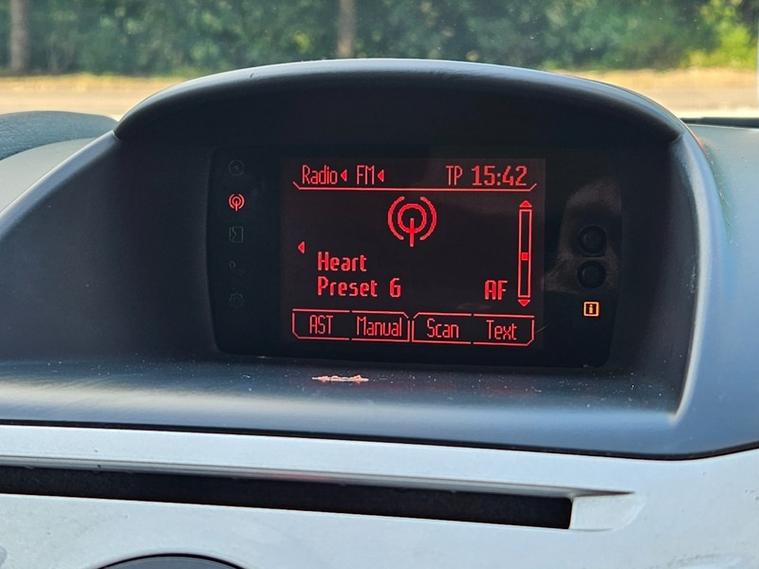 Radio FM TP 15:42
Heart
Preset 6 AF
AST Manual Scan Text
i